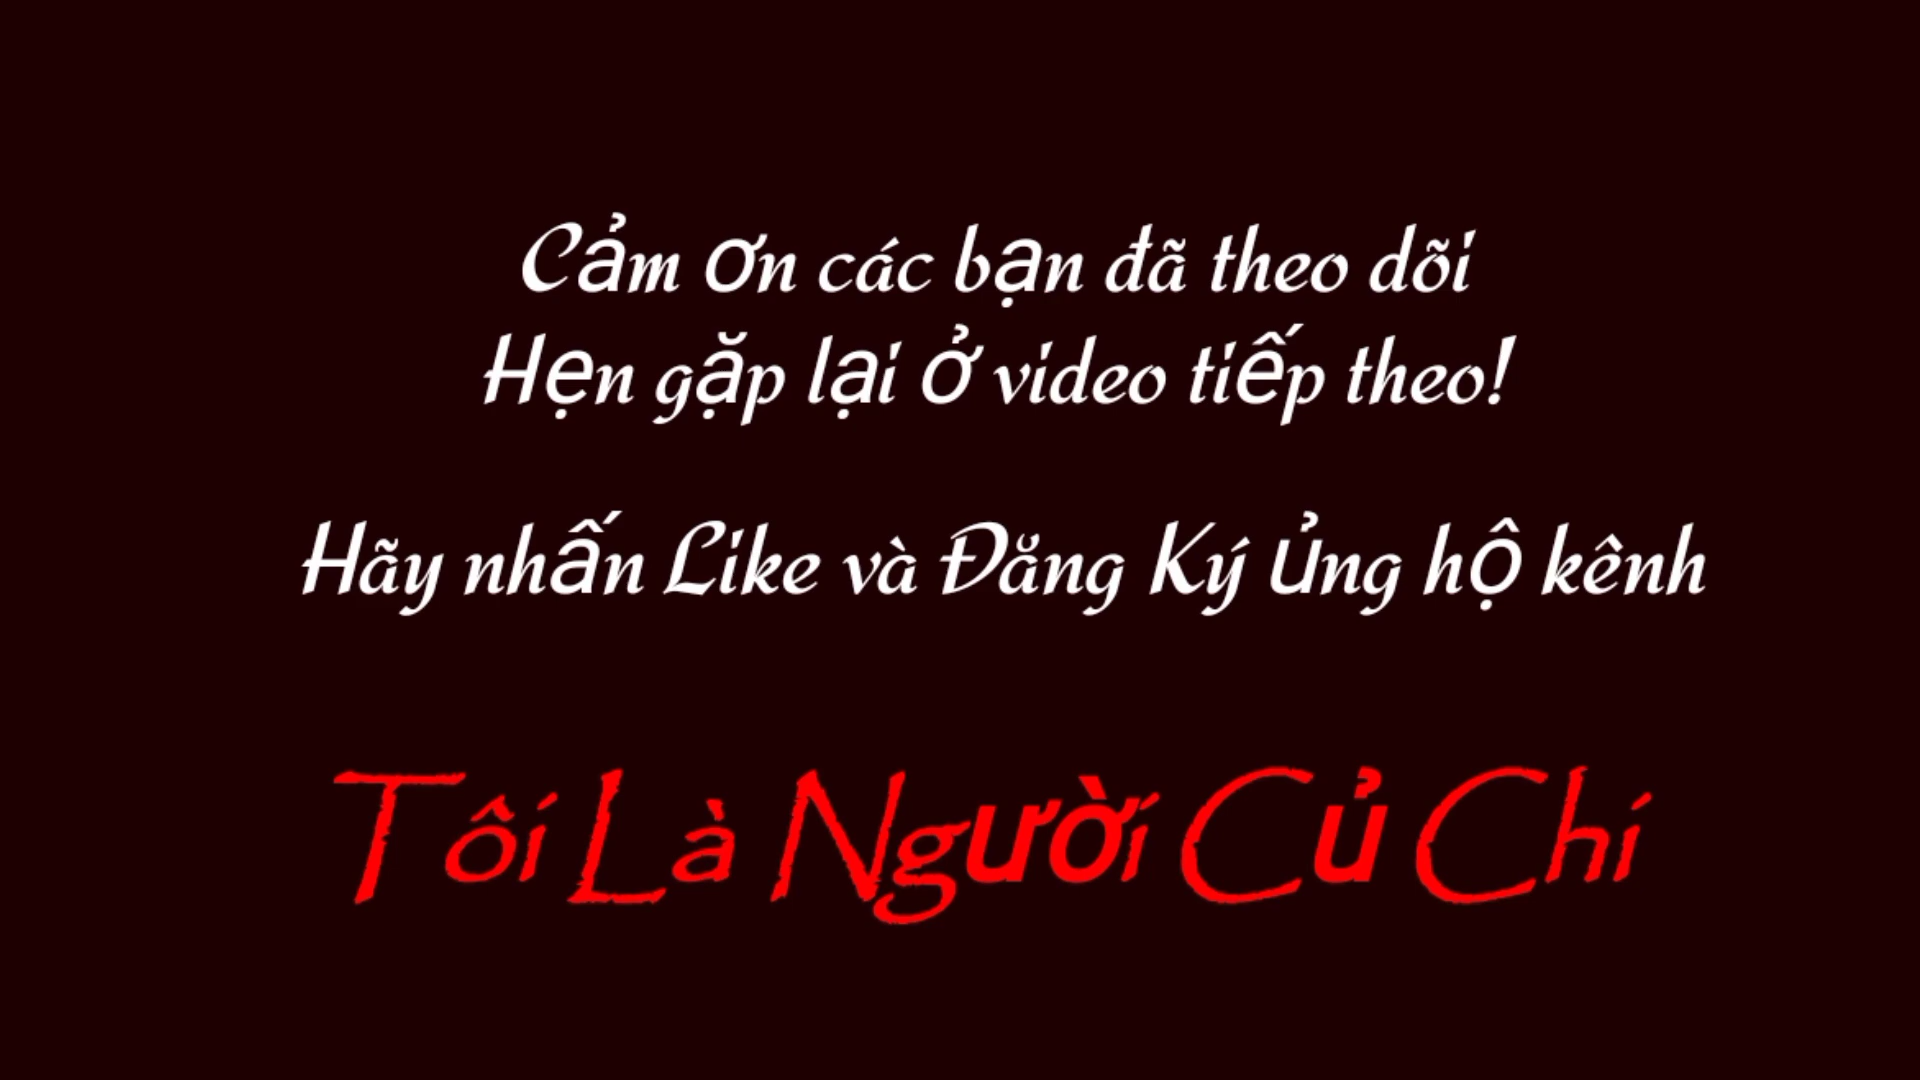 Cảm ơn các bạn đã theo dõi
Hẹn gặp lại ở video tiếp theo!
Hãy nhấn Like và Đăng Ký ủng hộ kênh
Tôi Là Người Củ Chi